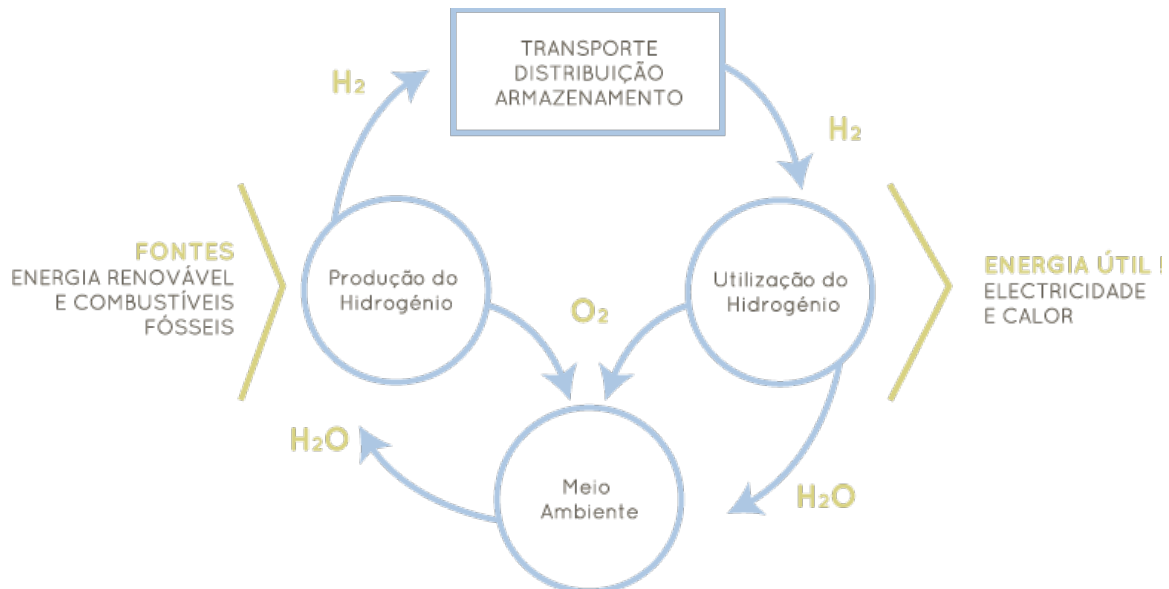 TRANSPORTE
DISTRIBUIÇÃO
ARMAZENAMENTO
H₂
H₂
FONTES
ENERGIA RENOVÁVEL
E COMBUSTÍVEIS
FÓSSEIS
Produção do
Hidrogénio
O₂
Utilização do
Hidrogénio
ENERGIA ÚTIL !
ELECTRICIDADE
E CALOR
H₂O
Meio
Ambiente
H₂O